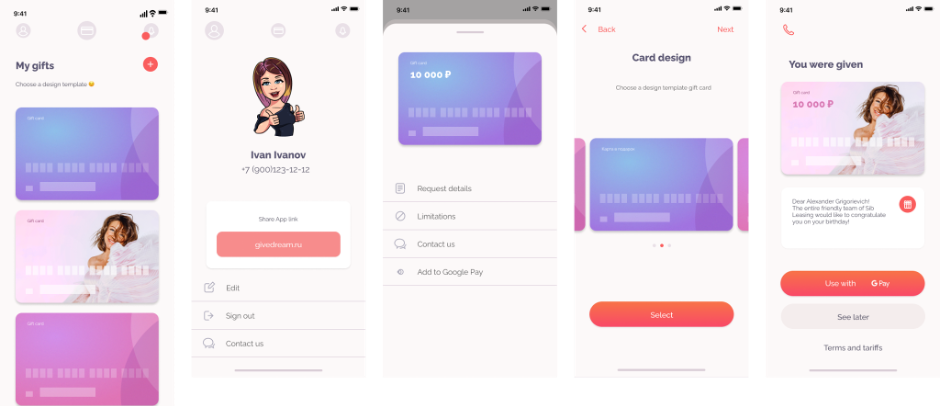 9:41
My gifts
Choose a design template 😊
Gift card
Gift card
Gift card
9:41
Ivan Ivanov
+7 (900)123-12-12
Share App link
givedream.ru
Edit
Sign out
Contact us
9:41
Gift card
10 000 ₽
Request details
Limitations
Contact us
Add to Google Pay
9:41
Back
Next
Card design
Choose a design template gift card
Select
9:41
You were given
Gift card
10 000 ₽
Dear Alexander Grigorievich!
The entire friendly team of Sib
Leasing would like to congratulate
you on your birthday!
Use with G Pay
See later
Terms and tariffs